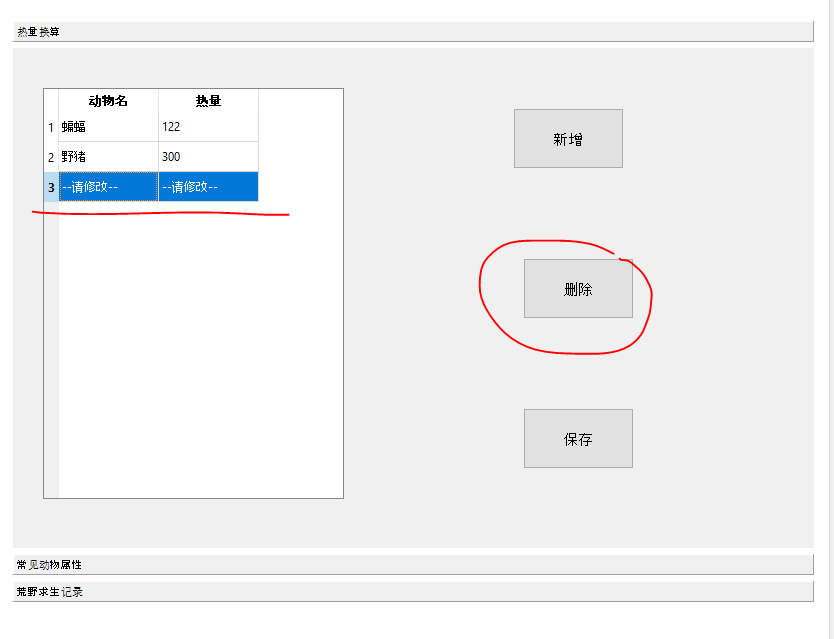 热量换算
动物名 热量
1 蝙蝠 122
2 野猪 300
3 --请修改-- --请修改--
新增
删除
保存
常见动物属性
荒野求生记录